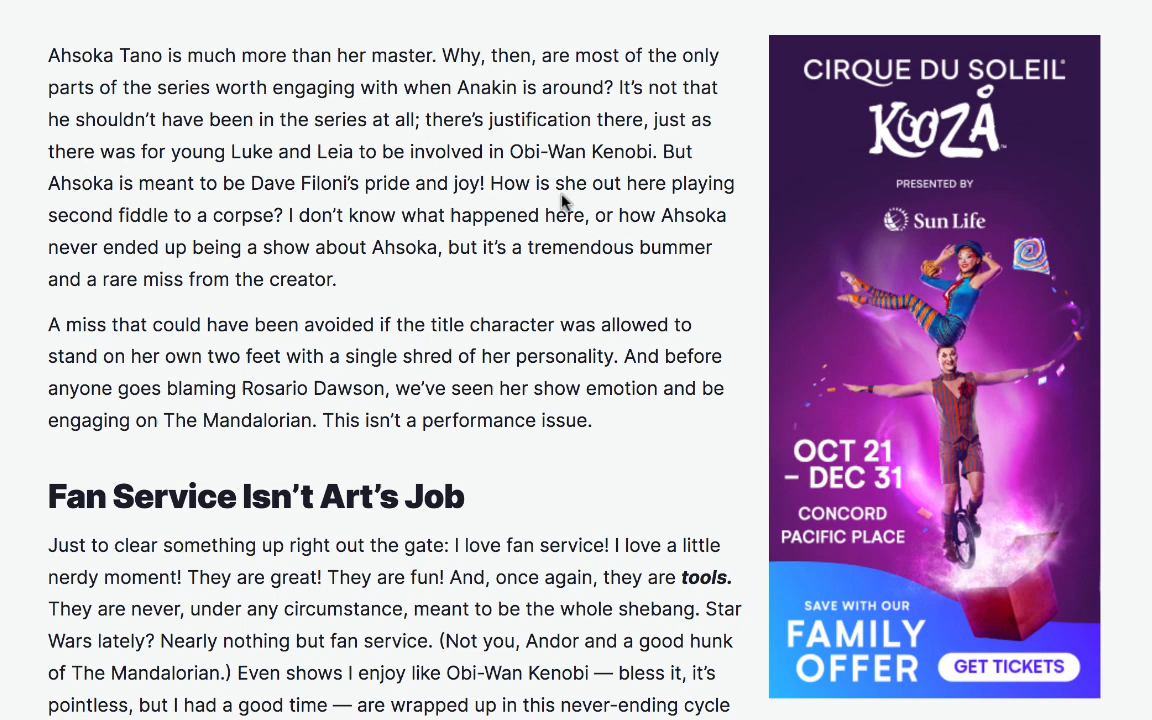 Ahsoka Tano is much more than her master. Why, then, are most of the only
parts of the series worth engaging with when Anakin is around? It’s not that
he shouldn’t have been in the series at all; there’s justification there, just as
there was for young Luke and Leia to be involved in Obi-Wan Kenobi. But
Ahsoka is meant to be Dave Filoni’s pride and joy! How is she out here playing
second fiddle to a corpse? I don’t know what happened here, or how Ahsoka
never ended up being a show about Ahsoka, but it’s a tremendous bummer
and a rare miss from the creator.
A miss that could have been avoided if the title character was allowed to
stand on her own two feet with a single shred of her personality. And before
anyone goes blaming Rosario Dawson, we’ve seen her show emotion and be
engaging on The Mandalorian. This isn’t a performance issue.
Fan Service Isn’t Art’s Job
Just to clear something up right out the gate: I love fan service! I love a little
nerdy moment! They are great! They are fun! And, once again, they are tools.
They are never, under any circumstance, meant to be the whole shebang. Star
Wars lately? Nearly nothing but fan service. (Not you, Andor and a good hunk
of The Mandalorian.) Even shows I enjoy like Obi-Wan Kenobi — bless it, it’s
pointless, but I had a good time — are wrapped up in this never-ending cycle
CIRQUE DU SOLEIL
KOOZÅ
PRESENTED BY
Sun Life
OCT 21
– DEC 31
CONCORD
PACIFIC PLACE
SAVE WITH OUR
FAMILY
OFFER
GET TICKETS